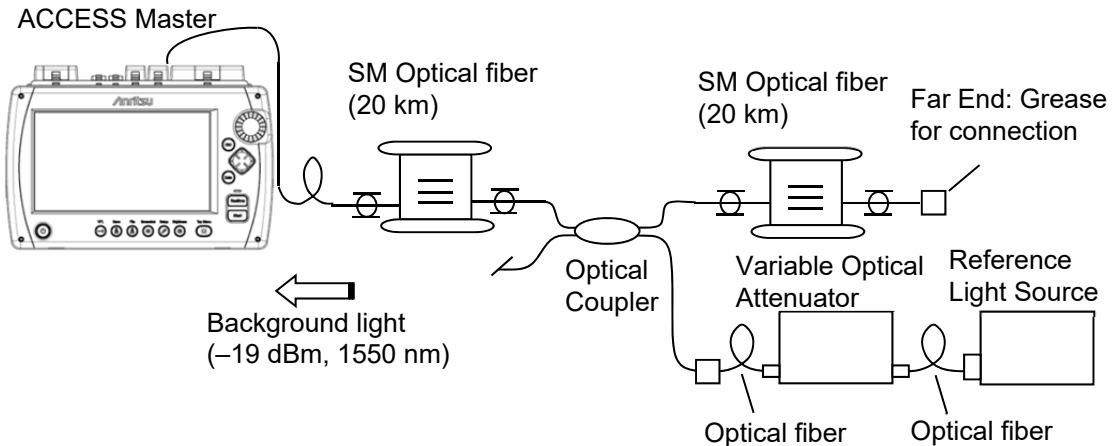 ACCESS Master
Anritsu
SM Optical fiber
(20 km)
SM Optical fiber
(20 km)
Far End: Grease
for connection
Optical
Coupler
Variable Optical
Attenuator
Reference
Light Source
Background light
(–19 dBm, 1550 nm)
Optical fiber
Optical fiber